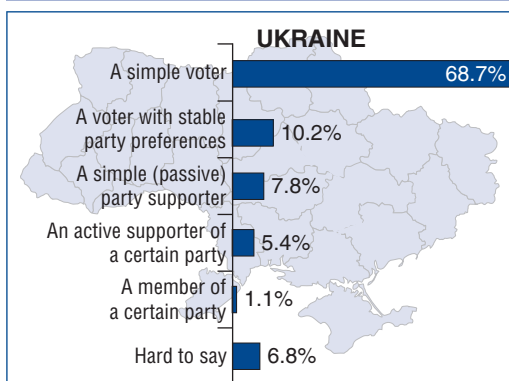 UKRAINE
A simple voter
68.7%
A voter with stable
party preferences
10.2%
A simple (passive)
party supporter
7.8%
An active supporter of
a certain party
5.4%
A member of
a certain party
1.1%
Hard to say
6.8%